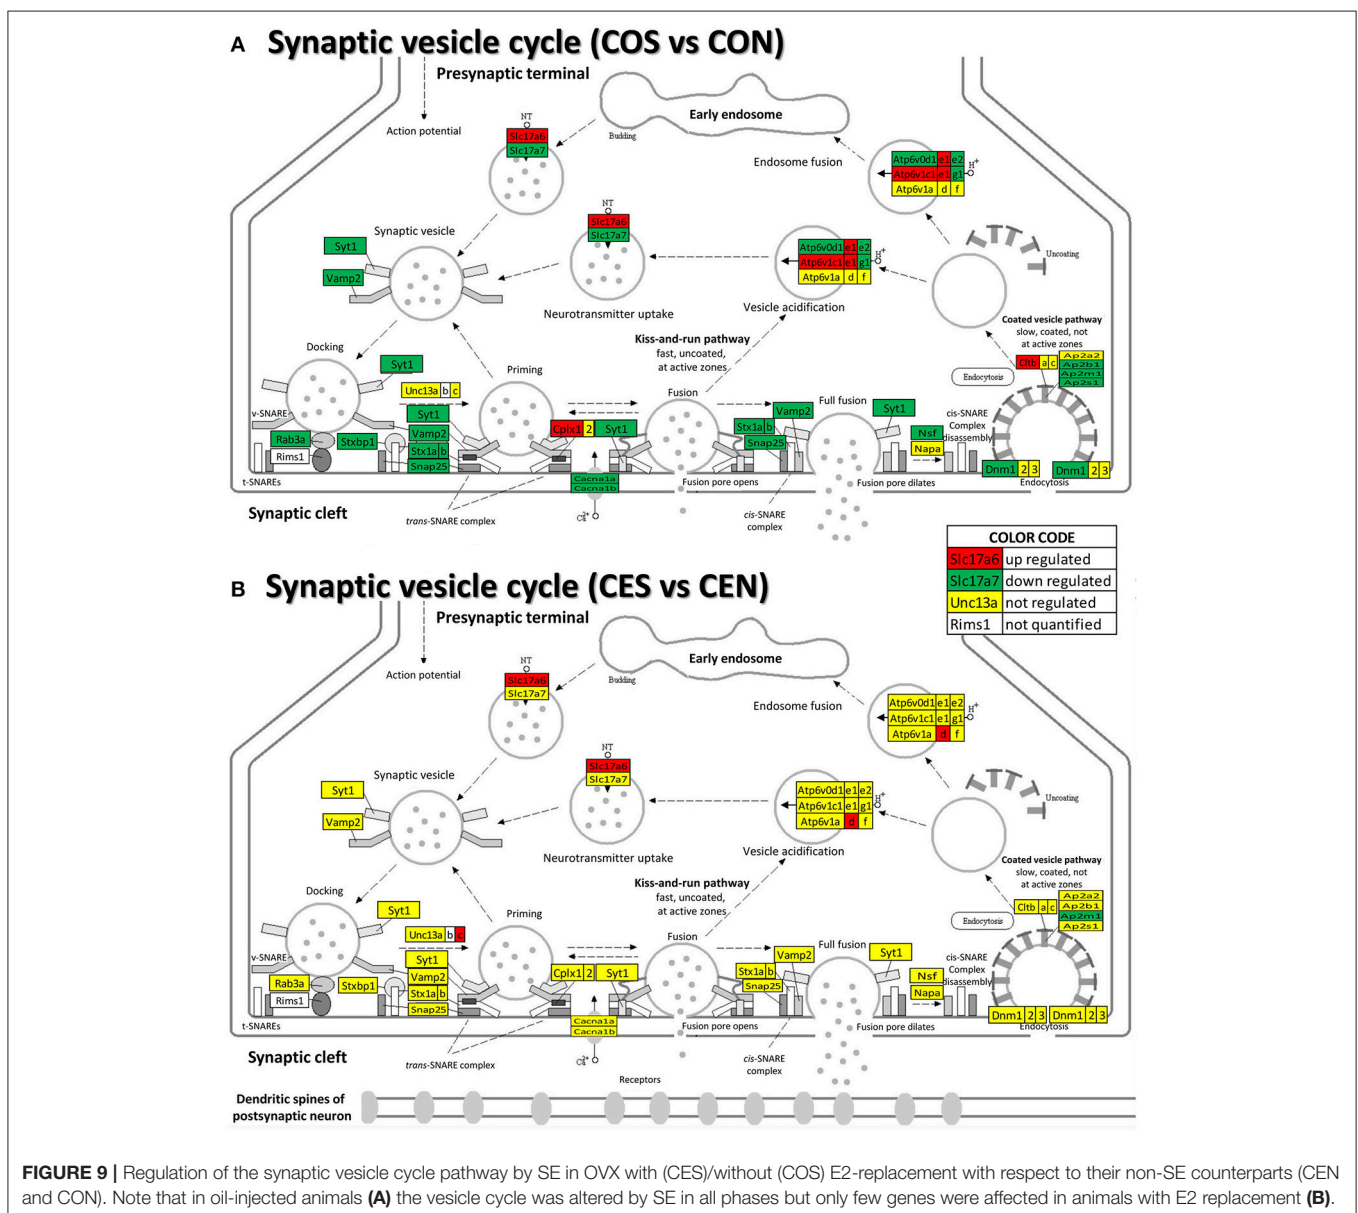 A Synaptic vesicle cycle (COS vs CON)
Presynaptic terminal
Action potential
NT
Slc17a6
Slc17a7
Budding
Early endosome
Endosome fusion
Atp6v0d1 e1 e2
Atp6v1c1 e1 g1
Atp6v1a d f
H+
Synaptic vesicle
Syt1
Vamp2
NT
Slc17a6
Slc17a7
Neurotransmitter uptake
Atp6v0d1 e1 e2
Atp6v1c1 e1 g1
Atp6v1a d f
H+
Vesicle acidification
Uncoating
Kiss-and-run pathway
fast, uncoated,
at active zones
Coated vesicle pathway
slow, coated, not
at active zones
Docking
Syt1
Unc13a b c
Priming
Fusion
Full fusion
Endocytosis
Cltb a c
Ap2a2
Ap2b1
Ap2m1
Ap2s1
v-SNARE
Rab3a
Rims1
Stxbp1
Syt1
Vamp2
Stx1a b
Snap25
Cplx1 2
Syt1
Cacna1a
Cacna1b
Ca2+
Vamp2
Stx1a b
Snap25
Syt1
Nsf
Napa
cis-SNARE
Complex
disassembly
Dnm1 2 3
Dnm1 2 3
t-SNAREs
Fusion pore opens
Fusion pore dilates
Endocytosis
Synaptic cleft
trans-SNARE complex
cis-SNARE
complex
COLOR CODE
Slc17a6 up regulated
Slc17a7 down regulated
Unc13a not regulated
Rims1 not quantified
B Synaptic vesicle cycle (CES vs CEN)
Presynaptic terminal
Action potential
NT
Slc17a6
Slc17a7
Budding
Early endosome
Endosome fusion
Atp6v0d1 e1 e2
Atp6v1c1 e1 g1
Atp6v1a d f
H+
Synaptic vesicle
Syt1
Vamp2
NT
Slc17a6
Slc17a7
Neurotransmitter uptake
Atp6v0d1 e1 e2
Atp6v1c1 e1 g1
Atp6v1a d f
H+
Vesicle acidification
Uncoating
Kiss-and-run pathway
fast, uncoated,
at active zones
Coated vesicle pathway
slow, coated, not
at active zones
Docking
Syt1
Unc13a b c
Priming
Fusion
Full fusion
Endocytosis
Cltb a c
Ap2a2
Ap2b1
Ap2m1
Ap2s1
v-SNARE
Rab3a
Rims1
Stxbp1
Syt1
Vamp2
Stx1a b
Snap25
Cplx1 2
Syt1
Cacna1a
Cacna1b
Ca2+
Vamp2
Stx1a b
Snap25
Syt1
Nsf
Napa
cis-SNARE
Complex
disassembly
Dnm1 2 3
Dnm1 2 3
t-SNAREs
Fusion pore opens
Fusion pore dilates
Endocytosis
Synaptic cleft
trans-SNARE complex
cis-SNARE
complex
Receptors
Dendritic spines of
postsynaptic neuron
FIGURE 9 | Regulation of the synaptic vesicle cycle pathway by SE in OVX with (CES)/without (COS) E2-replacement with respect to their non-SE counterparts (CEN
and CON). Note that in oil-injected animals (A) the vesicle cycle was altered by SE in all phases but only few genes were affected in animals with E2 replacement (B).